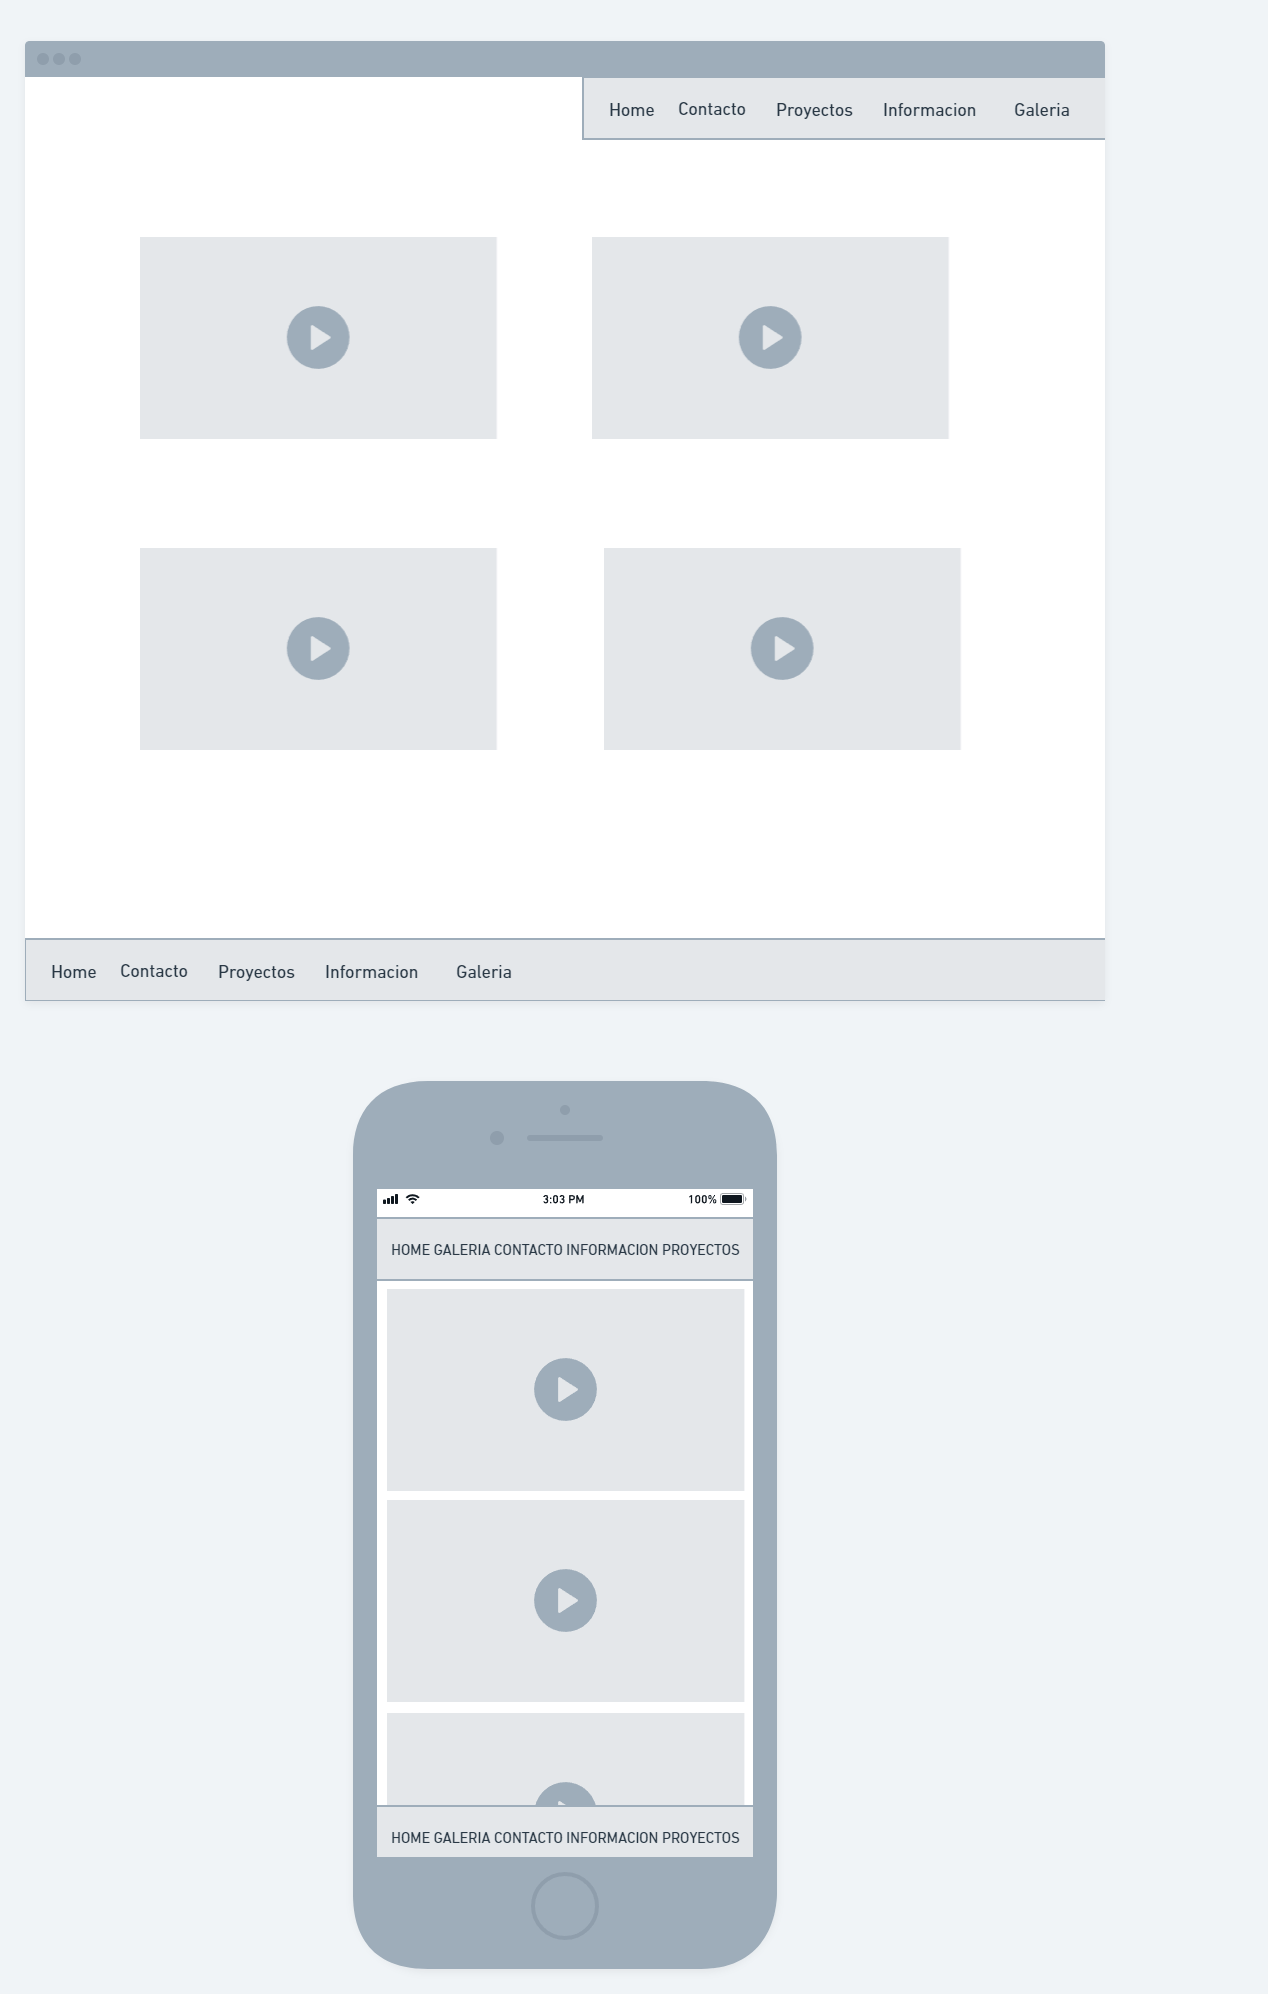 Home Contacto Proyectos Informacion Galeria
Home Contacto Proyectos Informacion Galeria
3:03 PM 100%
HOME GALERIA CONTACTO INFORMACION PROYECTOS
HOME GALERIA CONTACTO INFORMACION PROYECTOS